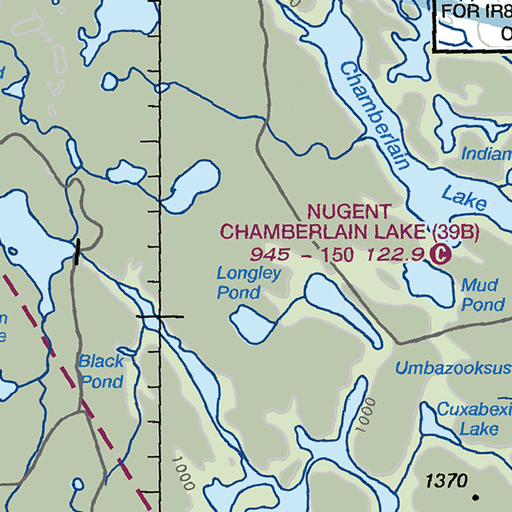 FOR IR8
O
Chamberlain
Lake
Indian
NUGENT
CHAMBERLAIN LAKE (39B)
945 – 150 122.9 C
Longley
Pond
Mud
Pond
Black
Pond
Umbazooksus
Cuxabexi
Lake
1000
1000
1370